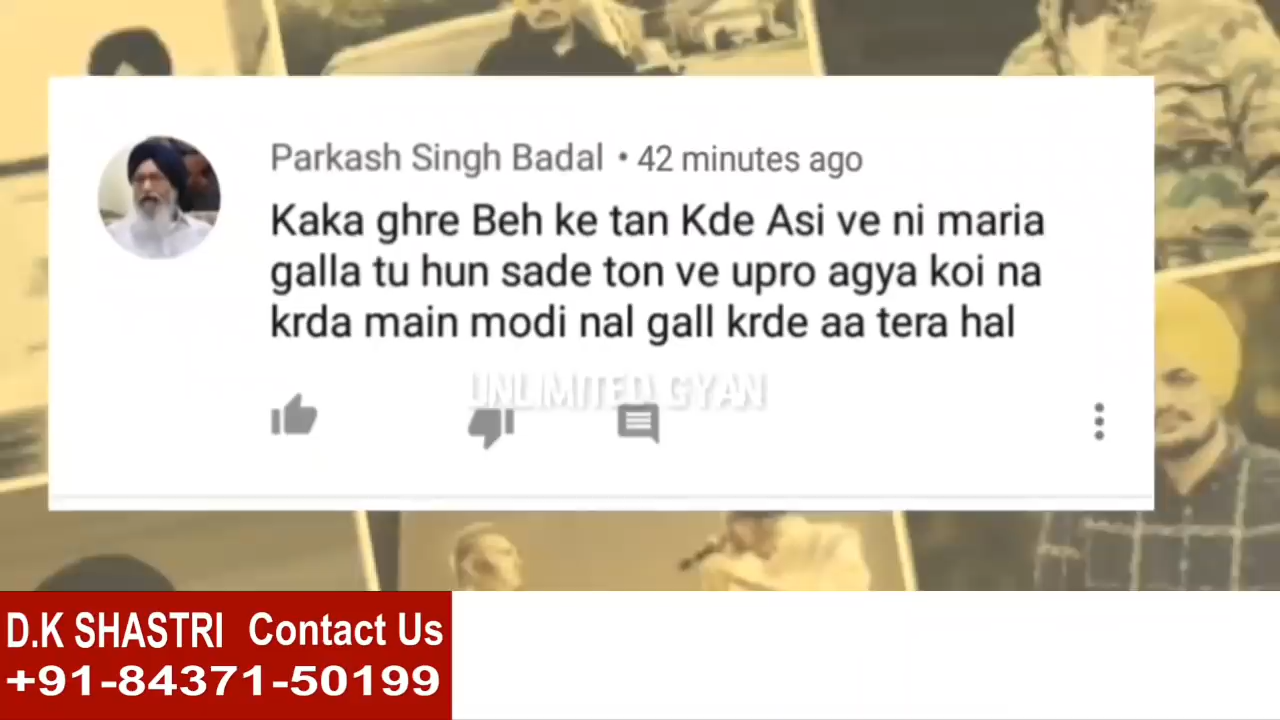 Parkash Singh Badal • 42 minutes ago
Kaka ghre Beh ke tan Kde Asi ve ni maria
galla tu hun sade ton ve upro agya koi na
krda main modi nal gall krde aa tera hal
UNLIMITED GYAN
D.K SHASTRI Contact Us
+91-84371-50199